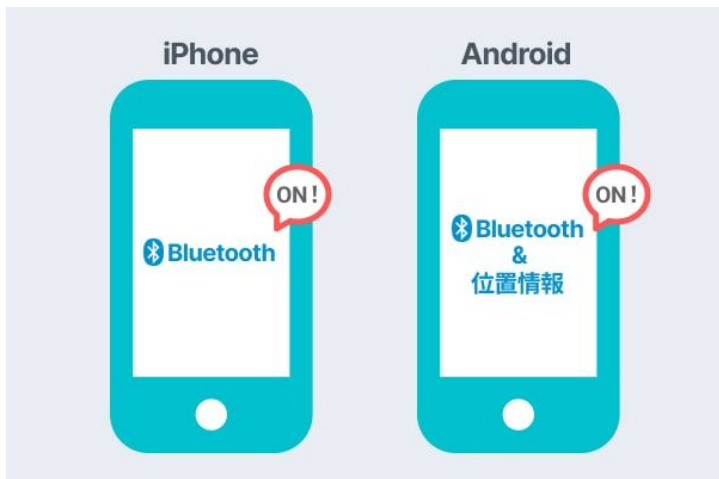 iPhone
ON!
Bluetooth
Android
ON!
Bluetooth
&
位置情報